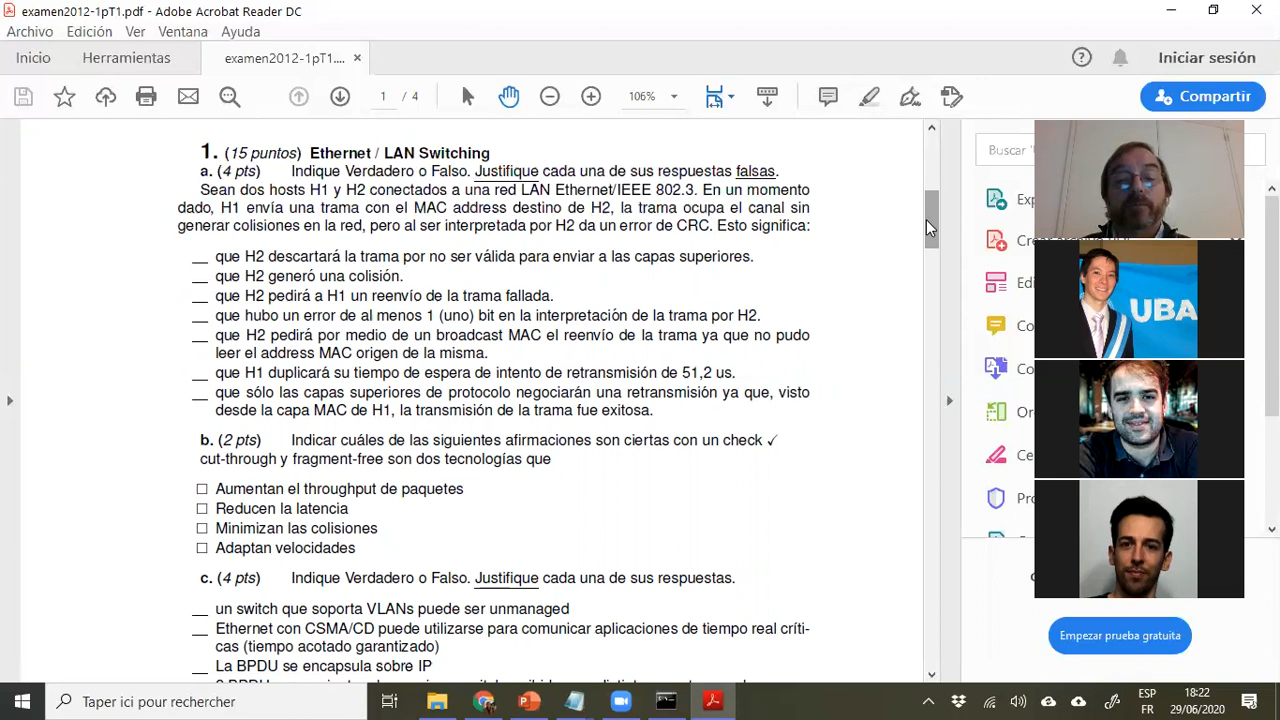 examen2012-1pT1.pdf - Adobe Acrobat Reader DC
Archivo Edición Ver Ventana Ayuda
Inicio Herramientas examen2012-1pT1.... × Iniciar sesión
1 / 4 106% Compartir
1. (15 puntos) Ethernet / LAN Switching
a. (4 pts) Indique Verdadero o Falso. Justifique cada una de sus respuestas falsas.
Sean dos hosts H1 y H2 conectados a una red LAN Ethernet/IEEE 802.3. En un momento
dado, H1 envía una trama con el MAC address destino de H2, la trama ocupa el canal sin
generar colisiones en la red, pero al ser interpretada por H2 da un error de CRC. Esto significa:
__ que H2 descartará la trama por no ser válida para enviar a las capas superiores.
__ que H2 generó una colisión.
__ que H2 pedirá a H1 un reenvío de la trama fallada.
__ que hubo un error de al menos 1 (uno) bit en la interpretación de la trama por H2.
__ que H2 pedirá por medio de un broadcast MAC el reenvío de la trama ya que no pudo
leer el address MAC origen de la misma.
__ que H1 duplicará su tiempo de espera de intento de retransmisión de 51,2 us.
__ que sólo las capas superiores de protocolo negociarán una retransmisión ya que, visto
desde la capa MAC de H1, la transmisión de la trama fue exitosa.
b. (2 pts) Indicar cuáles de las siguientes afirmaciones son ciertas con un check ✓
cut-through y fragment-free son dos tecnologías que
☐ Aumentan el throughput de paquetes
☐ Reducen la latencia
☐ Minimizan las colisiones
☐ Adaptan velocidades
c. (4 pts) Indique Verdadero o Falso. Justifique cada una de sus respuestas.
__ un switch que soporta VLANs puede ser unmanaged
__ Ethernet con CSMA/CD puede utilizarse para comunicar aplicaciones de tiempo real críti-
cas (tiempo acotado garantizado)
__ La BPDU se encapsula sobre IP
Buscar
UBA
Empezar prueba gratuita
Taper ici pour rechercher
ESP
FR
18:22
29/06/2020